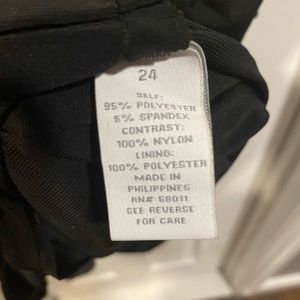 24
SELF:
95% POLYESTER
5% SPANDEX
CONTRAST:
100% NYLON
LINING:
100% POLYESTER
MADE IN
PHILIPPINES
RN# 58011
SEE REVERSE
FOR CARE